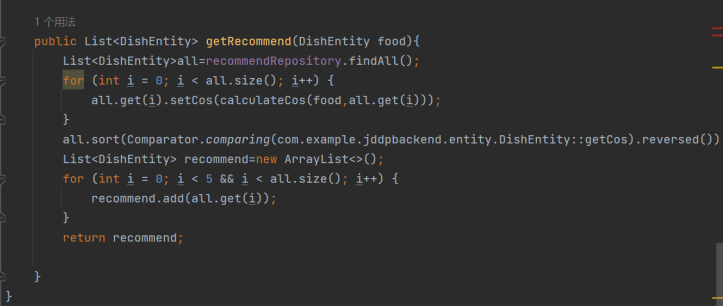 1 个用法
public List<DishEntity> getRecommend(DishEntity food){
List<DishEntity>all=recommendRepository.findAll();
for (int i = 0; i < all.size(); i++) {
all.get(i).setCos(calculateCos(food,all.get(i)));
}
all.sort(Comparator.comparing(com.example.jddpbackend.entity.DishEntity::getCos).reversed())
List<DishEntity> recommend=new ArrayList<>();
for (int i = 0; i < 5 && i < all.size(); i++) {
recommend.add(all.get(i));
}
return recommend;
}
}